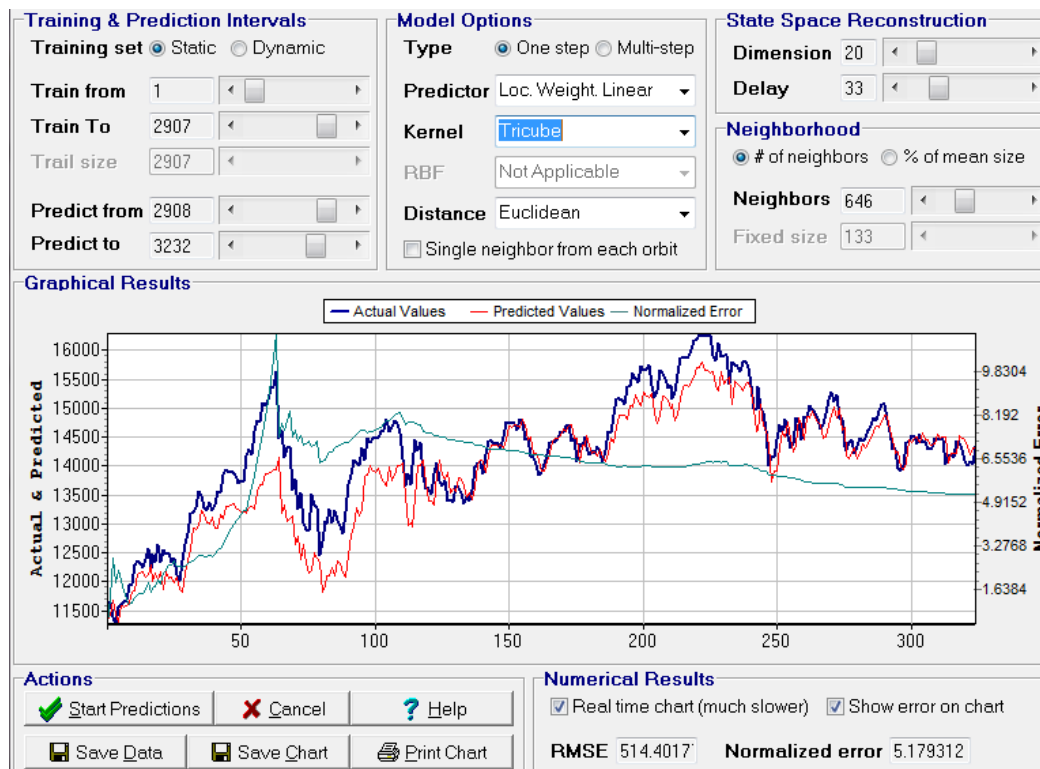 Training & Prediction Intervals
Training set Static Dynamic
Train from 1
Train To 2907
Trail size 2907
Predict from 2908
Predict to 3232
Model Options
Type One step Multi-step
Predictor Loc. Weight. Linear
Kernel Tricube
RBF Not Applicable
Distance Euclidean
Single neighbor from each orbit
State Space Reconstruction
Dimension 20
Delay 33
Neighborhood
# of neighbors % of mean size
Neighbors 646
Fixed size 133
Graphical Results
Actual Values Predicted Values Normalized Error
Actual & Predicted
16000
15500
15000
14500
14000
13500
13000
12500
12000
11500
50 100 150 200 250 300
9.8304
8.192
6.5536
4.9152
3.2768
1.6384
Normalized Error
Actions
Start Predictions Cancel Help
Save Data Save Chart Print Chart
Numerical Results
Real time chart (much slower) Show error on chart
RMSE 514.4017 Normalized error 5.179312